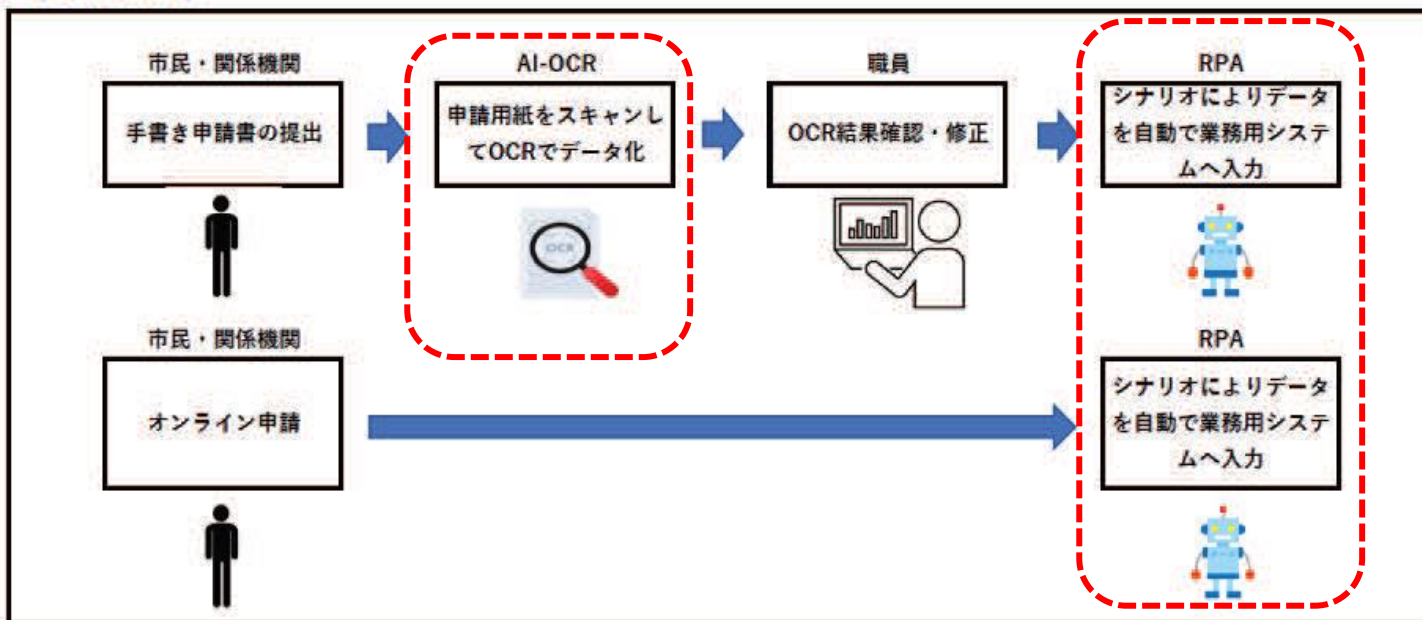 市民・関係機関
AI-OCR
職員
RPA
手書き申請書の提出
申請用紙をスキャンし
てOCRでデータ化
OCR結果確認・修正
シナリオによりデータ
を自動で業務用システ
ムへ入力
OCR
市民・関係機関
RPA
オンライン申請
シナリオによりデータ
を自動で業務用システ
ムへ入力